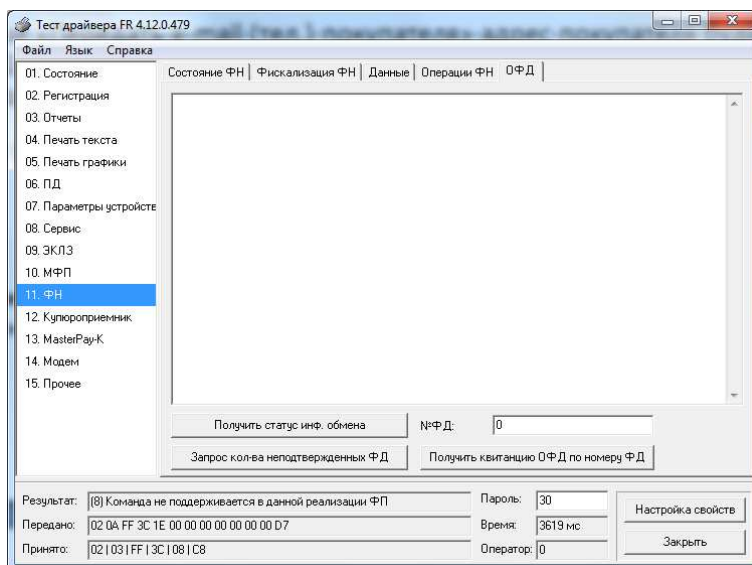 Тест драйвера FR 4.12.0.479
Файл Язык Справка
01. Состояние
02. Регистрация
03. Отчеты
04. Печать текста
05. Печать графики
06. ПД
07. Параметры устройств
08. Сервис
09. ЭКЛЗ
10. МФП
11. ФН
12. Купюроприемник
13. MasterPay-K
14. Модем
15. Прочее
Состояние ФН Фискализация ФН Данные Операции ФН ОФД
Получить статус инф. обмена №ФД: 0
Запрос кол-ва неподтвержденных ФД Получить квитанцию ОФД по номеру ФД
Результат: (8) Команда не поддерживается в данной реализации ФП Пароль: 30
Настройка свойств
Передано: 02 0A FF 3C 1E 00 00 00 00 00 00 00 D7 Время: 3619 мс
Принято: 02 | 03 | FF | 3C | 08 | C8 Оператор: 0
Закрыть